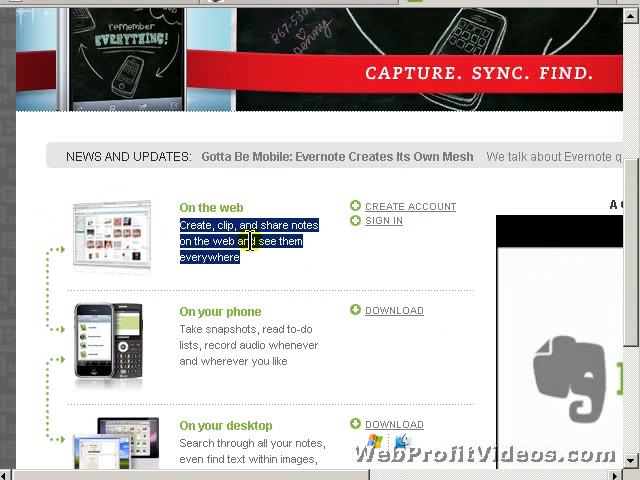 remember
EVERYTHING!
867-530
Jenny
CAPTURE. SYNC. FIND.
NEWS AND UPDATES: Gotta Be Mobile: Evernote Creates Its Own Mesh We talk about Evernote
On the web
Create, clip, and share notes
on the web and see them
everywhere
CREATE ACCOUNT
SIGN IN
On your phone
Take snapshots, read to-do
lists, record audio whenever
and wherever you like
DOWNLOAD
On your desktop
Search through all your notes,
even find text within images,
DOWNLOAD
WebProfitVideos.com